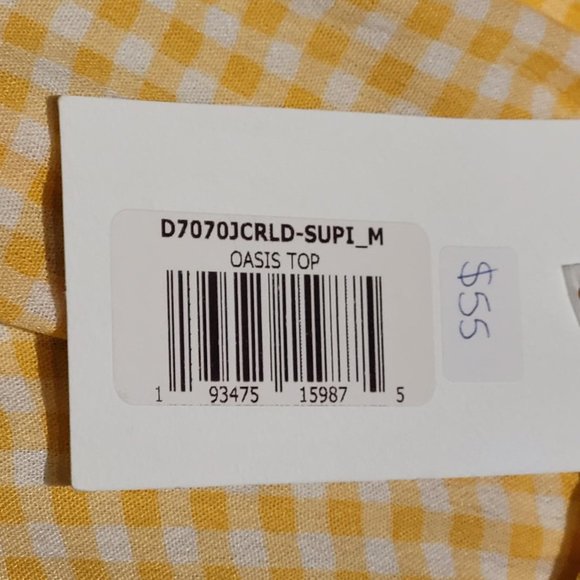 D7070JCRLD-SUPI_M
OASIS TOP
1 93475 15987 5
$55